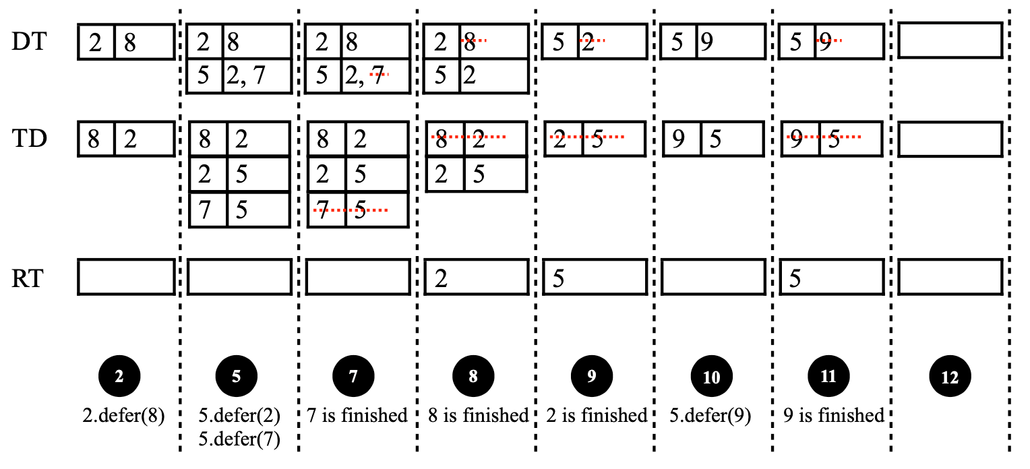 DT 2 8 2 8 2 8 2 8 5 2 5 9 5 9
5 2, 7 5 2, 7 5 2
TD 8 2 8 2 8 2 8 2 2 5 9 5 9 5
2 5 2 5 2 5
7 5 7 5
RT 2 5 5
2 5 7 8 9 10 11 12
2.defer(8) 5.defer(2) 7 is finished 8 is finished 2 is finished 5.defer(9) 9 is finished
5.defer(7)